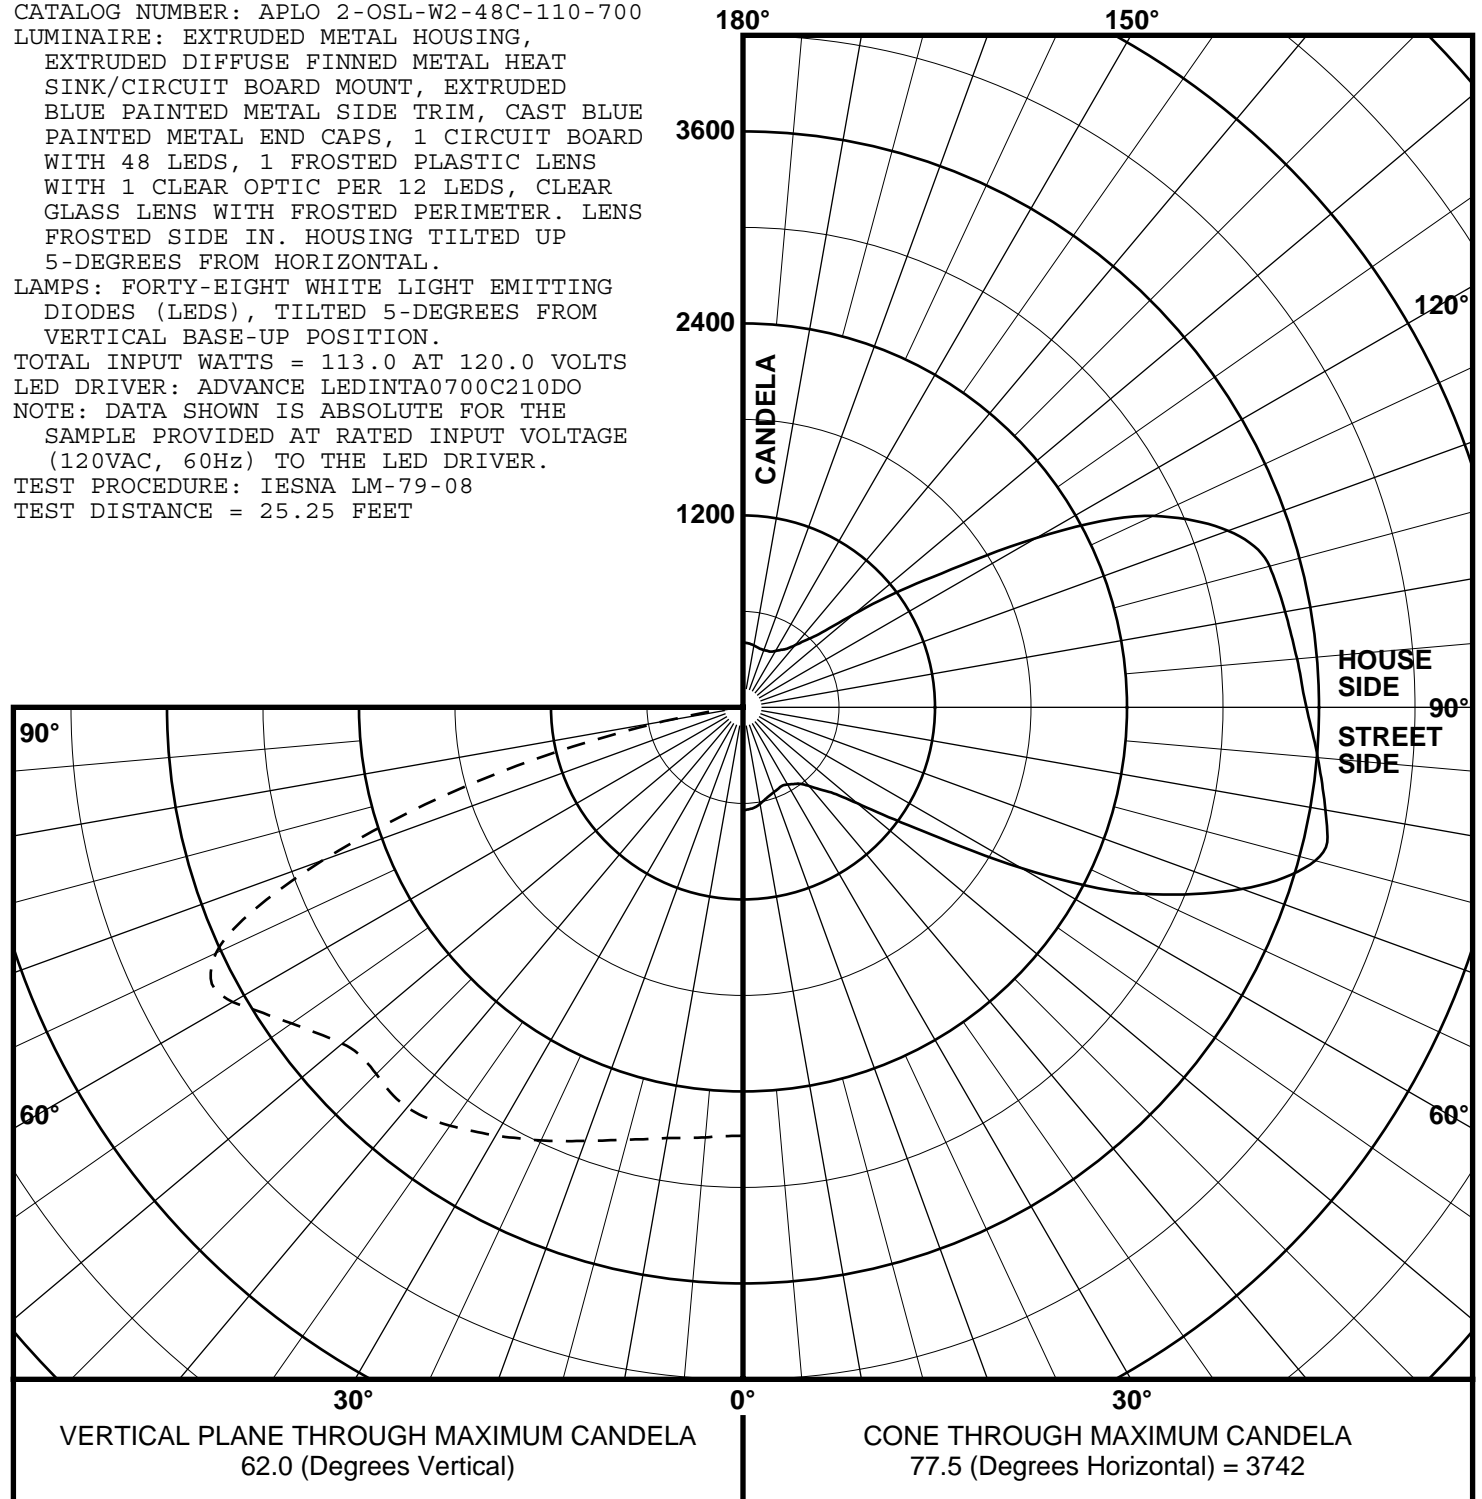 CATALOG NUMBER: APLO 2-OSL-W2-48C-110-700
LUMINAIRE: EXTRUDED METAL HOUSING,
EXTRUDED DIFFUSE FINNED METAL HEAT
SINK/CIRCUIT BOARD MOUNT, EXTRUDED
BLUE PAINTED METAL SIDE TRIM, CAST BLUE
PAINTED METAL END CAPS, 1 CIRCUIT BOARD
WITH 48 LEDS, 1 FROSTED PLASTIC LENS
WITH 1 CLEAR OPTIC PER 12 LEDS, CLEAR
GLASS LENS WITH FROSTED PERIMETER. LENS
FROSTED SIDE IN. HOUSING TILTED UP
5-DEGREES FROM HORIZONTAL.
LAMPS: FORTY-EIGHT WHITE LIGHT EMITTING
DIODES (LEDS), TILTED 5-DEGREES FROM
VERTICAL BASE-UP POSITION.
TOTAL INPUT WATTS = 113.0 AT 120.0 VOLTS
LED DRIVER: ADVANCE LEDINTA0700C210DO
NOTE: DATA SHOWN IS ABSOLUTE FOR THE
SAMPLE PROVIDED AT RATED INPUT VOLTAGE
(120VAC, 60Hz) TO THE LED DRIVER.
TEST PROCEDURE: IESNA LM-79-08
TEST DISTANCE = 25.25 FEET
180°
150°
3600
120°
2400
CANDELA
1200
HOUSE
SIDE
90°
STREET
SIDE
90°
60°
60°
30°
0°
30°
VERTICAL PLANE THROUGH MAXIMUM CANDELA
62.0 (Degrees Vertical)
CONE THROUGH MAXIMUM CANDELA
77.5 (Degrees Horizontal) = 3742